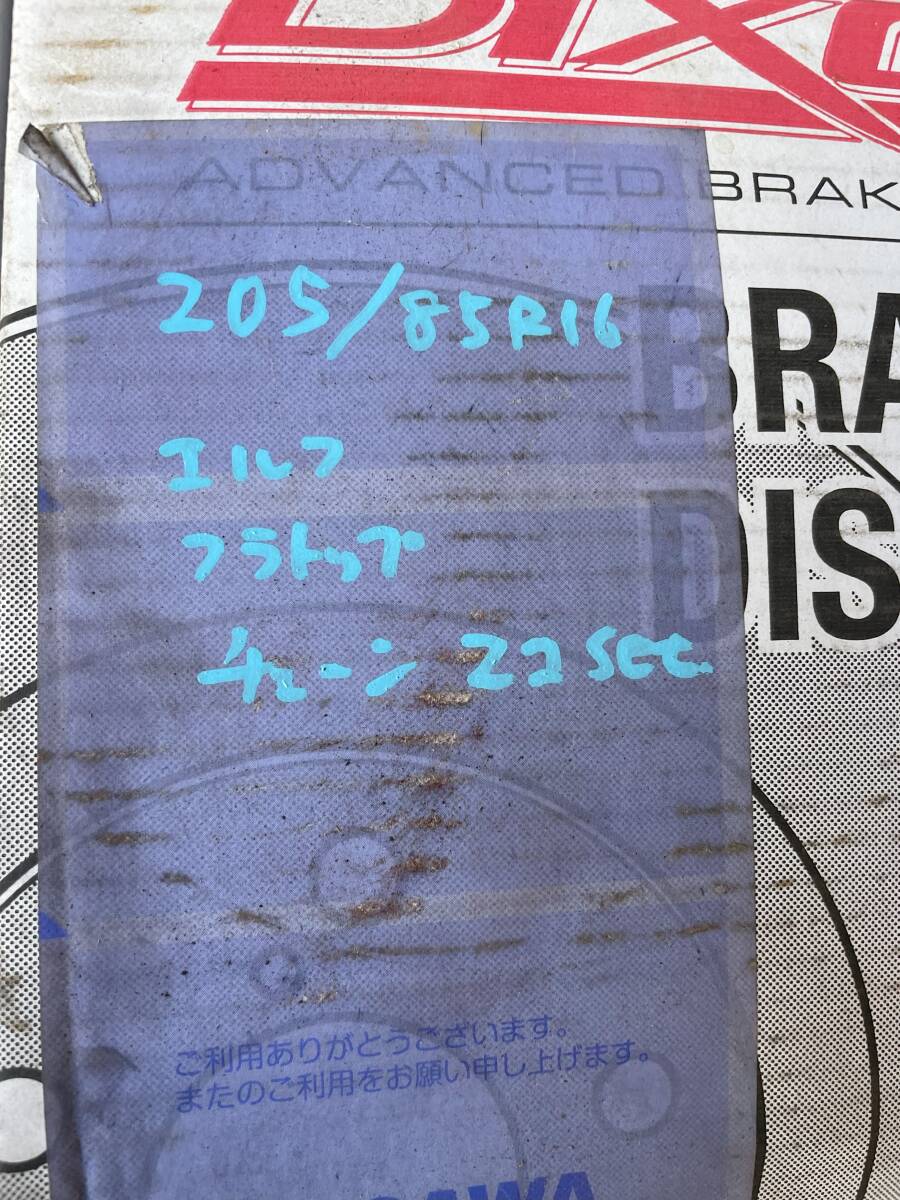 Dixc
ADVANCED BRAK
BRA
DIS
205/85R16
エルフ
フラトップ
チェーン 22set
ご利用ありがとうございます。
またのご利用をお願い申し上げます。
GAWA